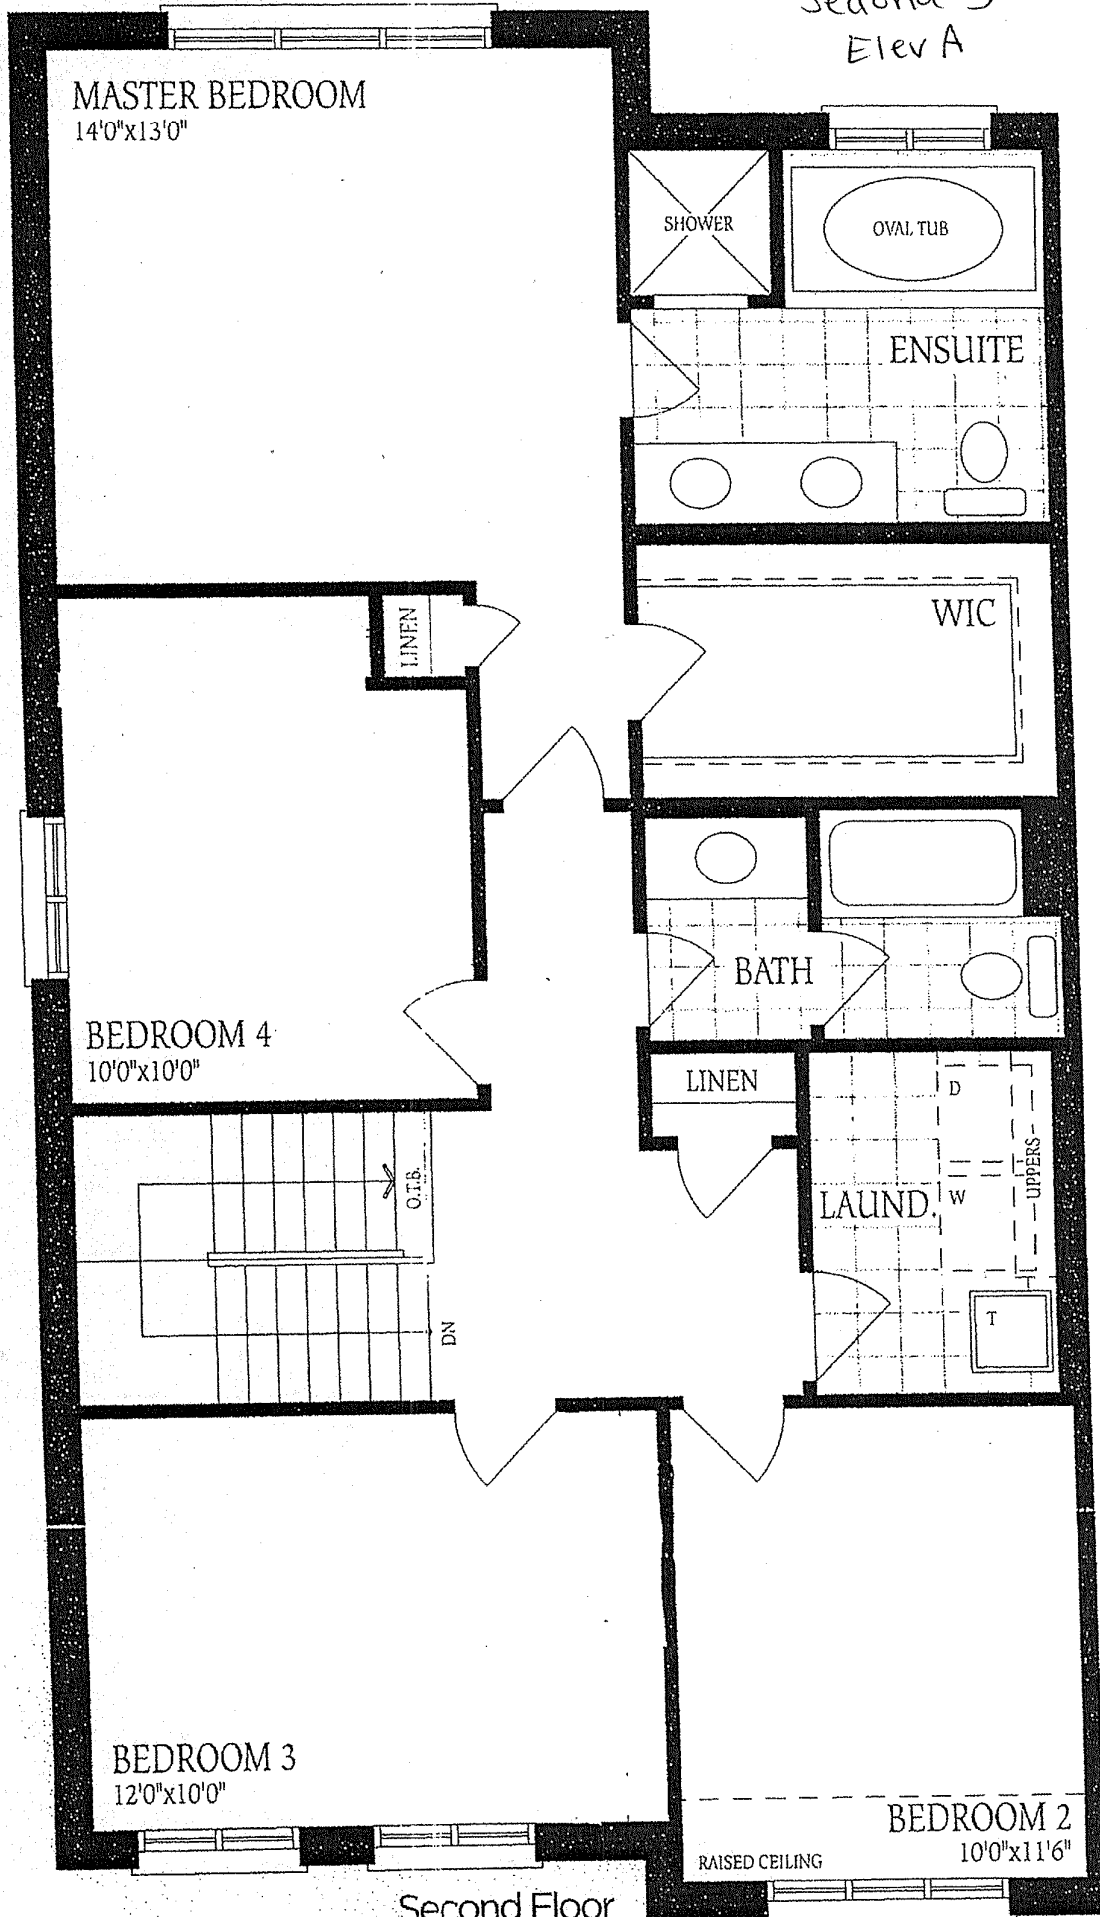 Elev A
MASTER BEDROOM
14'0"x13'0"
SHOWER
OVAL TUB
ENSUITE
LINEN
WIC
BEDROOM 4
10'0"x10'0"
BATH
LINEN
D
UPPERS
W
LAUND.
T
O.T.B.
DN
BEDROOM 3
12'0"x10'0"
BEDROOM 2
10'0"x11'6"
RAISED CEILING
Second Floor